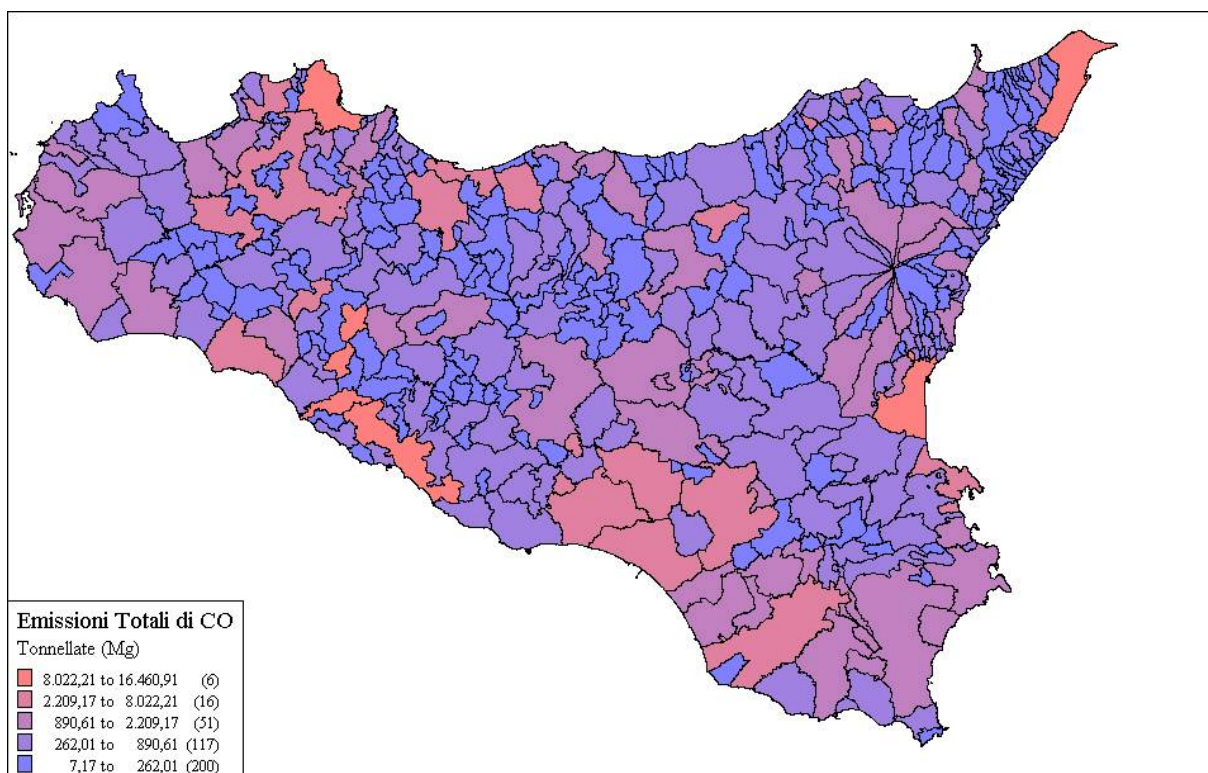 Emissioni Totali di CO
Tonnellate (Mg)
8.022,21 to 16.460,91 (6)
2.209,17 to 8.022,21 (16)
890,61 to 2.209,17 (51)
262,01 to 890,61 (117)
7,17 to 262,01 (200)